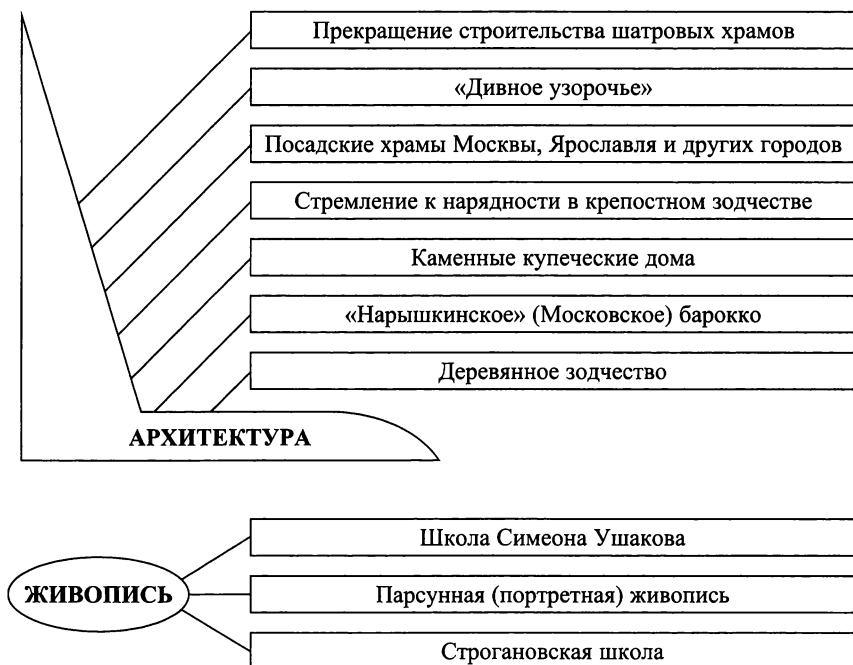 Прекращение строительства шатровых храмов
«Дивное узорочье»
Посадские храмы Москвы, Ярославля и других городов
Стремление к нарядности в крепостном зодчестве
Каменные купеческие дома
«Нарышкинское» (Московское) барокко
Деревянное зодчество
АРХИТЕКТУРА
Школа Симеона Ушакова
ЖИВОПИСЬ
Парсунная (портретная) живопись
Строгановская школа